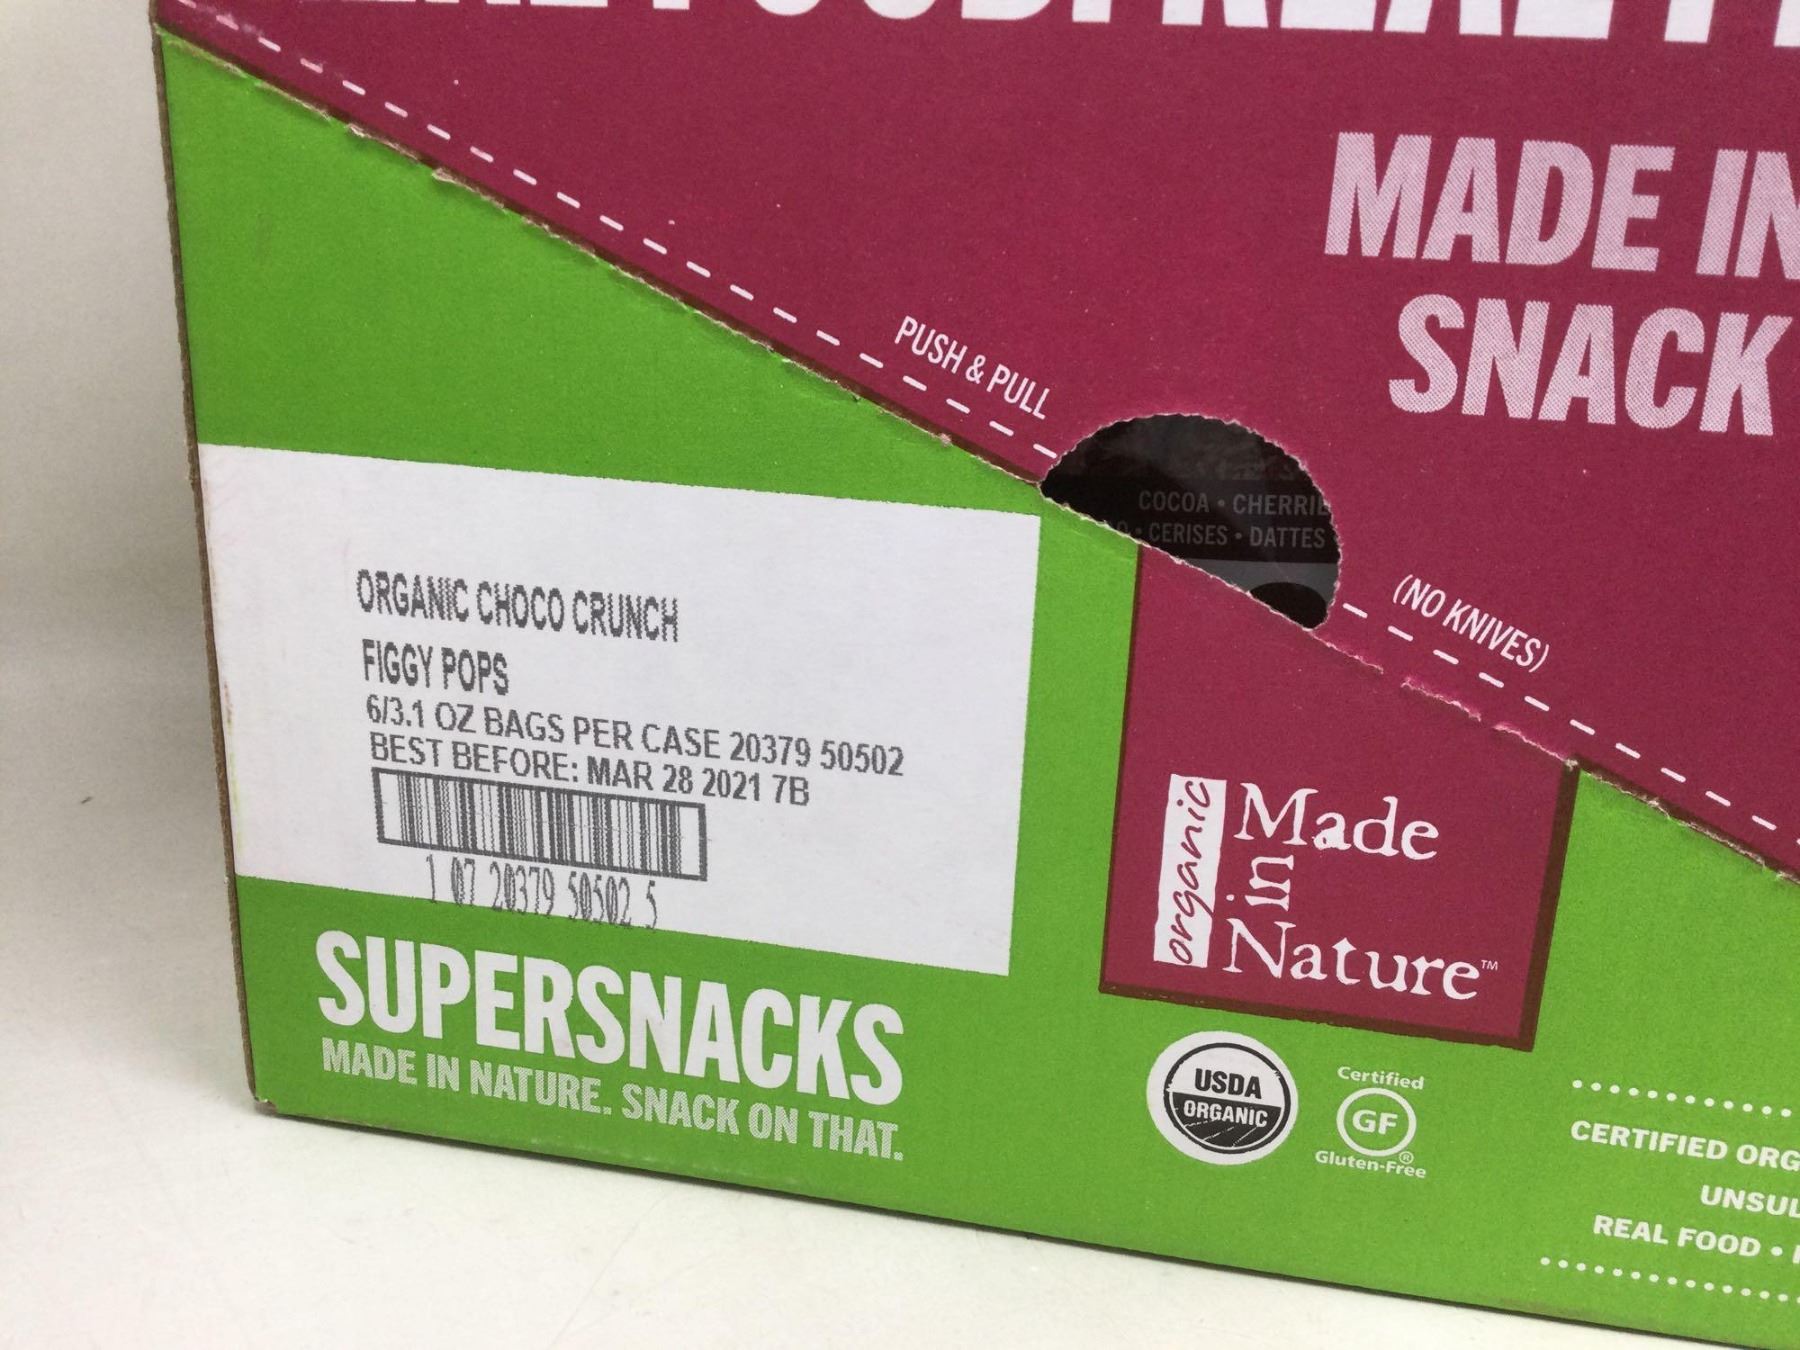 MADE IN
SNACK
PUSH & PULL
COCOA • CHERRIE
CERISES • DATTES
(NO KNIVES)
ORGANIC CHOCO CRUNCH
FIGGY POPS
6/3.1 OZ BAGS PER CASE 20379 50502
BEST BEFORE: MAR 28 2021 7B
1 07 20379 50502 5
organic
Made
in
Nature™
SUPERSNACKS
MADE IN NATURE. SNACK ON THAT.
USDA
ORGANIC
Certified
GF
Gluten-Free®
CERTIFIED ORG
UNSUL
REAL FOOD •